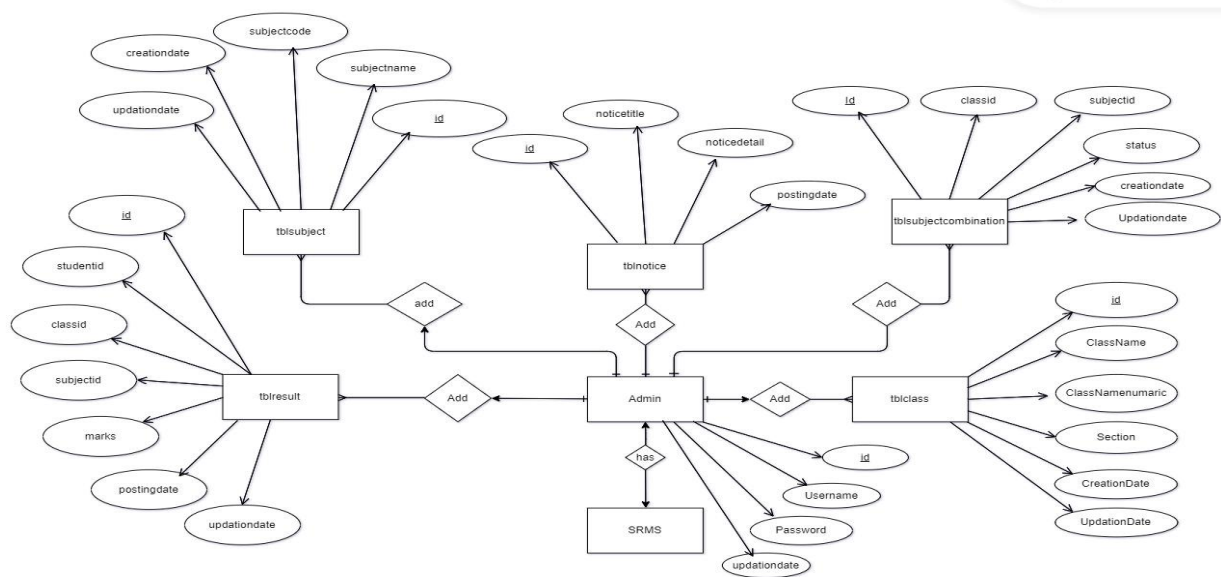 subjectcode
creationdate
subjectname
updationdate
id
tblsubject
noticetitle
id
noticedetail
postingdate
tblnotice
Id
classid
subjectid
status
creationdate
Updationdate
tblsubjectcombination
id
studentid
classid
subjectid
marks
postingdate
updationdate
tblresult
add
Add
Add
Add
Admin
Add
tblclass
id
ClassName
ClassNamenumaric
Section
CreationDate
UpdationDate
has
SRMS
id
Username
Password
updationdate